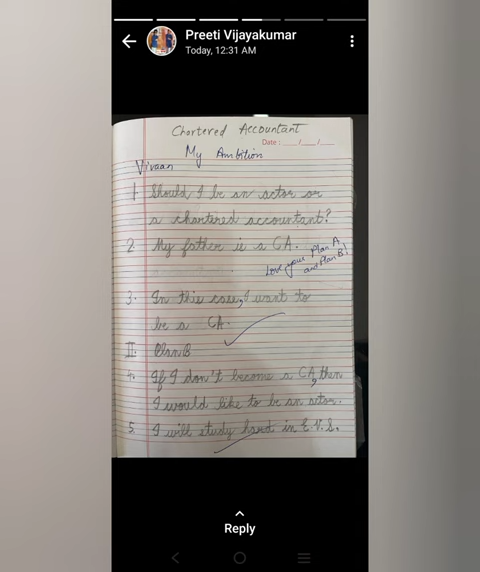 Preeti Vijayakumar
Today, 12:31 AM
Chartered Accountant
Date : ___/___/___
My Ambition
Vivaan
1. Should I be an actor or
a chartered accountant?
2. My father is a CA.
Love your Plan A
and Plan B!
3. In this case, I want to
be a CA.
II. Plan B
4. If I don't become a CA, then
I would like to be an actor.
5. I will study hard in E.V.S.
Reply